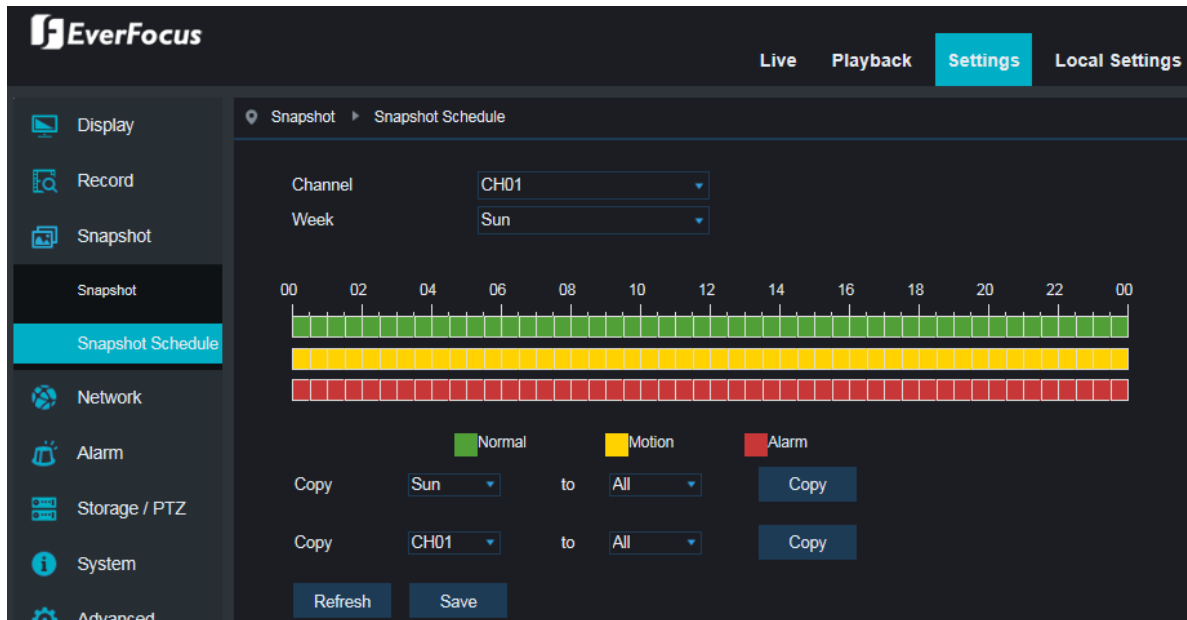 EverFocus
Live Playback Settings Local Settings
Display
Record
Snapshot
Snapshot
Snapshot Schedule
Network
Alarm
Storage / PTZ
System
Advanced
Snapshot Snapshot Schedule
Channel CH01
Week Sun
00 02 04 06 08 10 12 14 16 18 20 22 00
Normal Motion Alarm
Copy Sun to All Copy
Copy CH01 to All Copy
Refresh Save